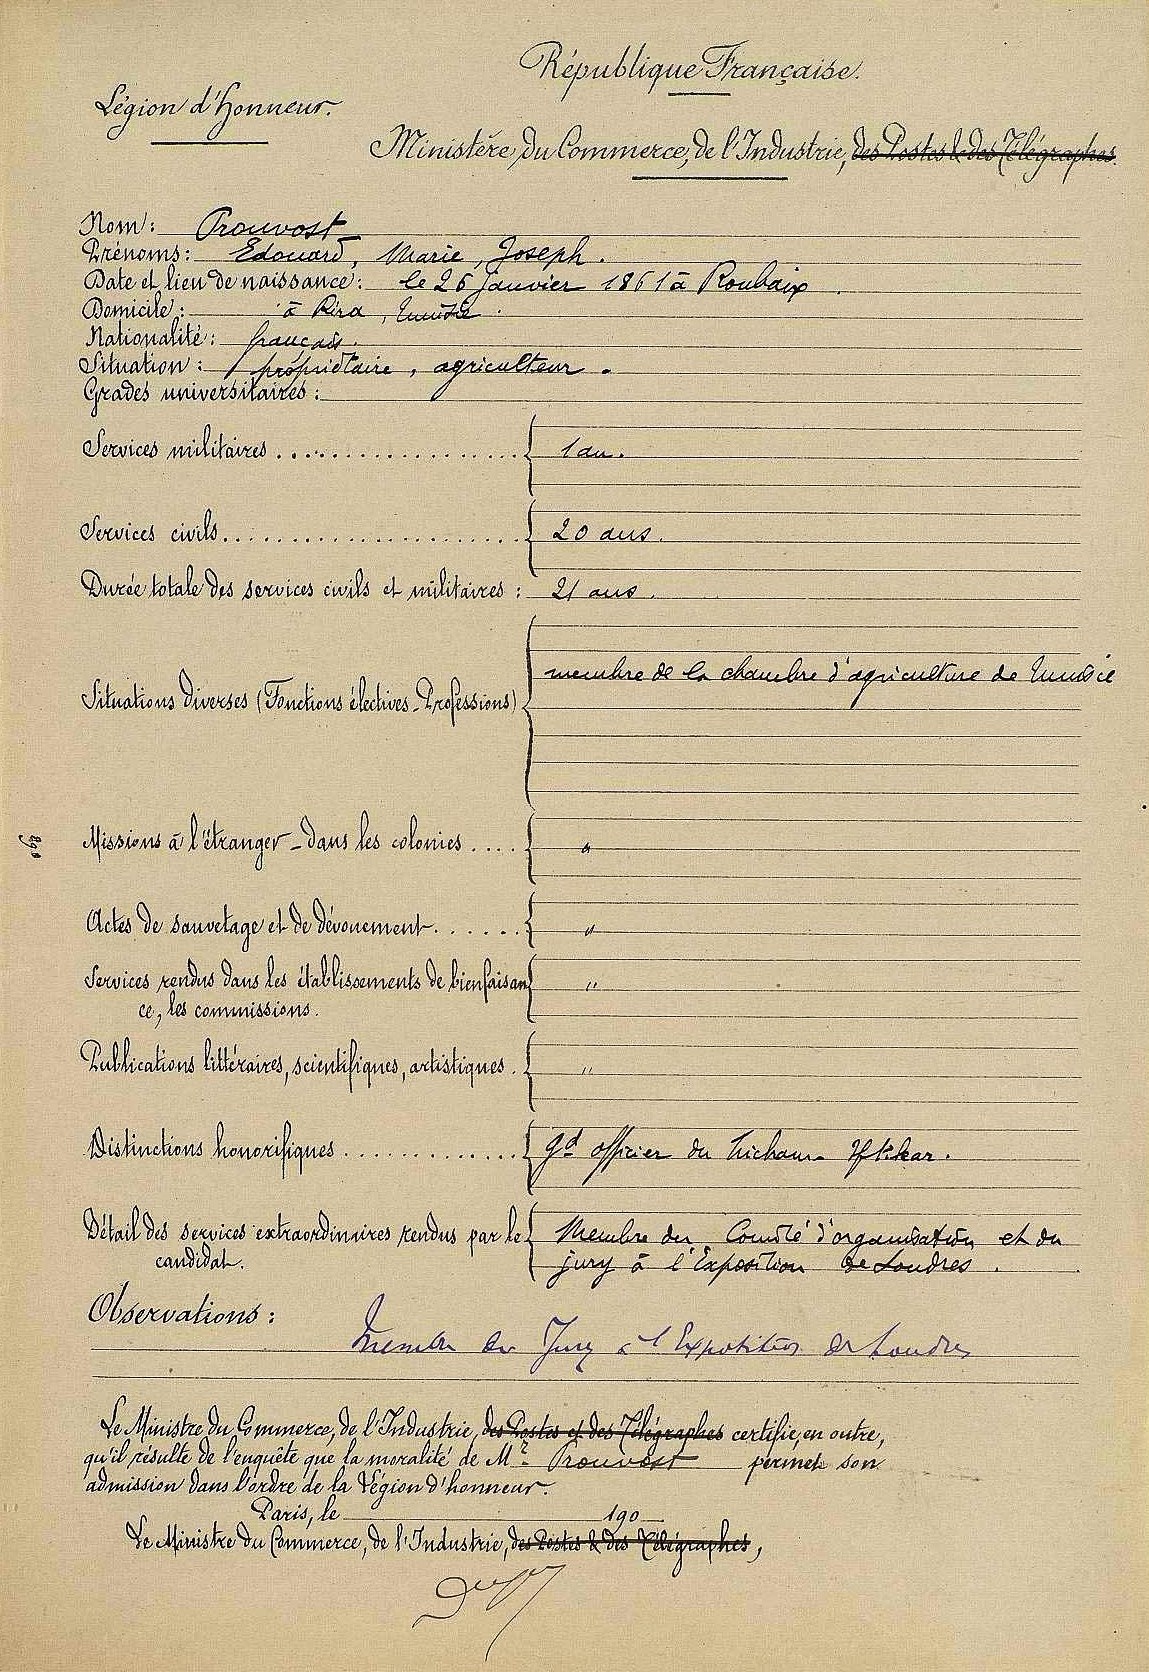 République Française.
Légion d'Honneur.
Ministère du Commerce, de l'Industrie, des Postes & des Télégraphes.
Nom : Prouvost
Prénoms : Edouard, Marie, Joseph.
Date et lieu de naissance : le 26 janvier 1861 à Roubaix.
Domicile : à , Tunisie.
Nationalité : français.
Situation : propriétaire, agriculteur.
Grades universitaires :
Services militaires .................. 1 an.
Services civils ...................... 20 ans.
Durée totale des services civils et militaires : 21 ans.
membre de la chambre d'agriculture de Tunisie
Situations diverses (Fonctions électives - Professions)
Missions à l'étranger - dans les colonies .... "
Actes de sauvetage et de dévouement ...... "
Services rendus dans les établissements de bienfaisan "
ce, les commissions.
Publications littéraires, scientifiques, artistiques. "
Distinctions honorifiques ............. gd officier du Nicham Iftikar.
Détail des services extraordinaires rendus par le Membre du Comité d'organisation et du
candidat. jury à l'Exposition de Londres.
Observations :
Membre du Jury à l'Exposition de Londres
Le Ministre du Commerce, de l'Industrie, des Postes et des Télégraphes certifie, en outre,
qu'il résulte de l'enquête que la moralité de Mr. Prouvost permet son
admission dans l'ordre de la Légion d'honneur.
Paris, le 190
Le Ministre du Commerce, de l'Industrie, des Postes & des Télégraphes,